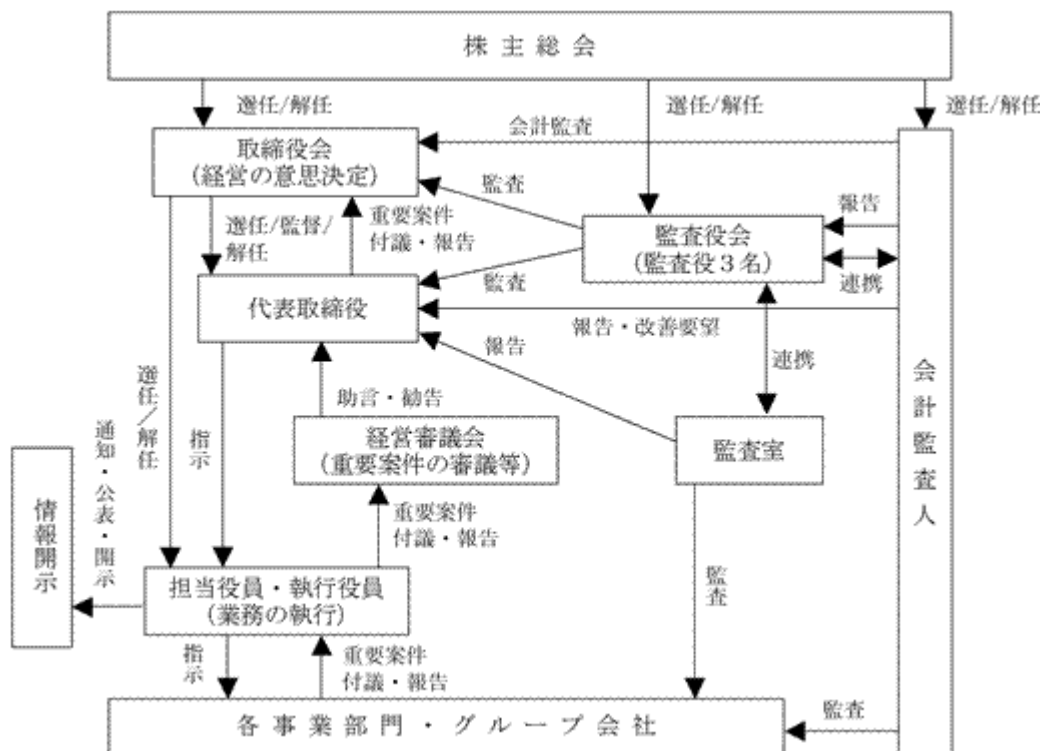 株主総会
選任/解任
選任/解任
選任/解任
会計監査
取締役会
（経営の意思決定）
監査
報告
選任/監督/
解任
重要案件
付議・報告
監査役会
（監査役３名）
連携
監査
代表取締役
報告・改善要望
報告
連携
選任／解任
指示
助言・勧告
経営審議会
（重要案件の審議等）
監査室
会計監査人
通知・公表・開示
情報開示
重要案件
付議・報告
監査
担当役員・執行役員
（業務の執行）
指示
重要案件
付議・報告
監査
各事業部門・グループ会社